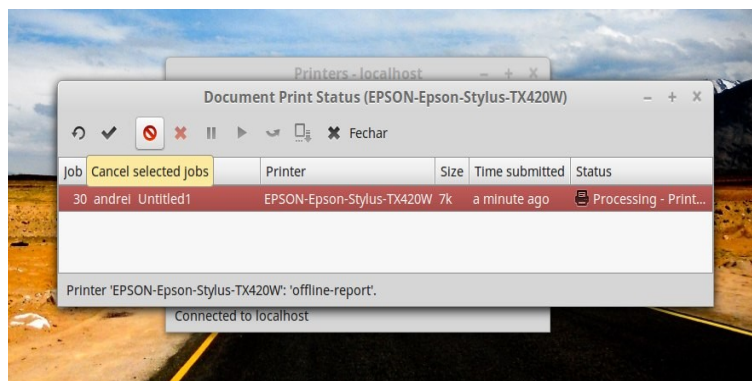 Printers - localhost
Document Print Status (EPSON-Epson-Stylus-TX420W)
Fechar
Job Cancel selected jobs Printer Size Time submitted Status
30 andrei Untitled1 EPSON-Epson-Stylus-TX420W 7k a minute ago Processing - Print...
Printer 'EPSON-Epson-Stylus-TX420W': 'offline-report'.
Connected to localhost